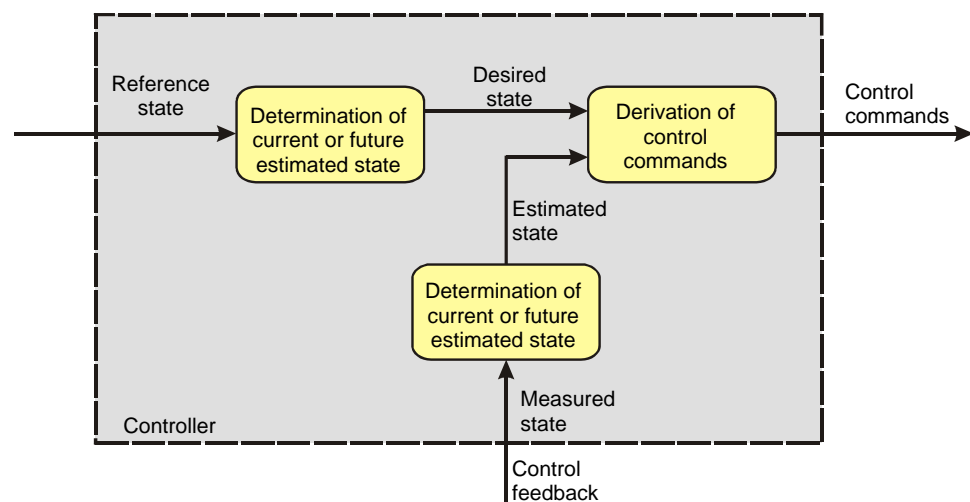 Reference
state
Determination of
current or future
estimated state
Desired
state
Derivation of
control
commands
Control
commands
Estimated
state
Determination of
current or future
estimated state
Measured
state
Controller
Control
feedback